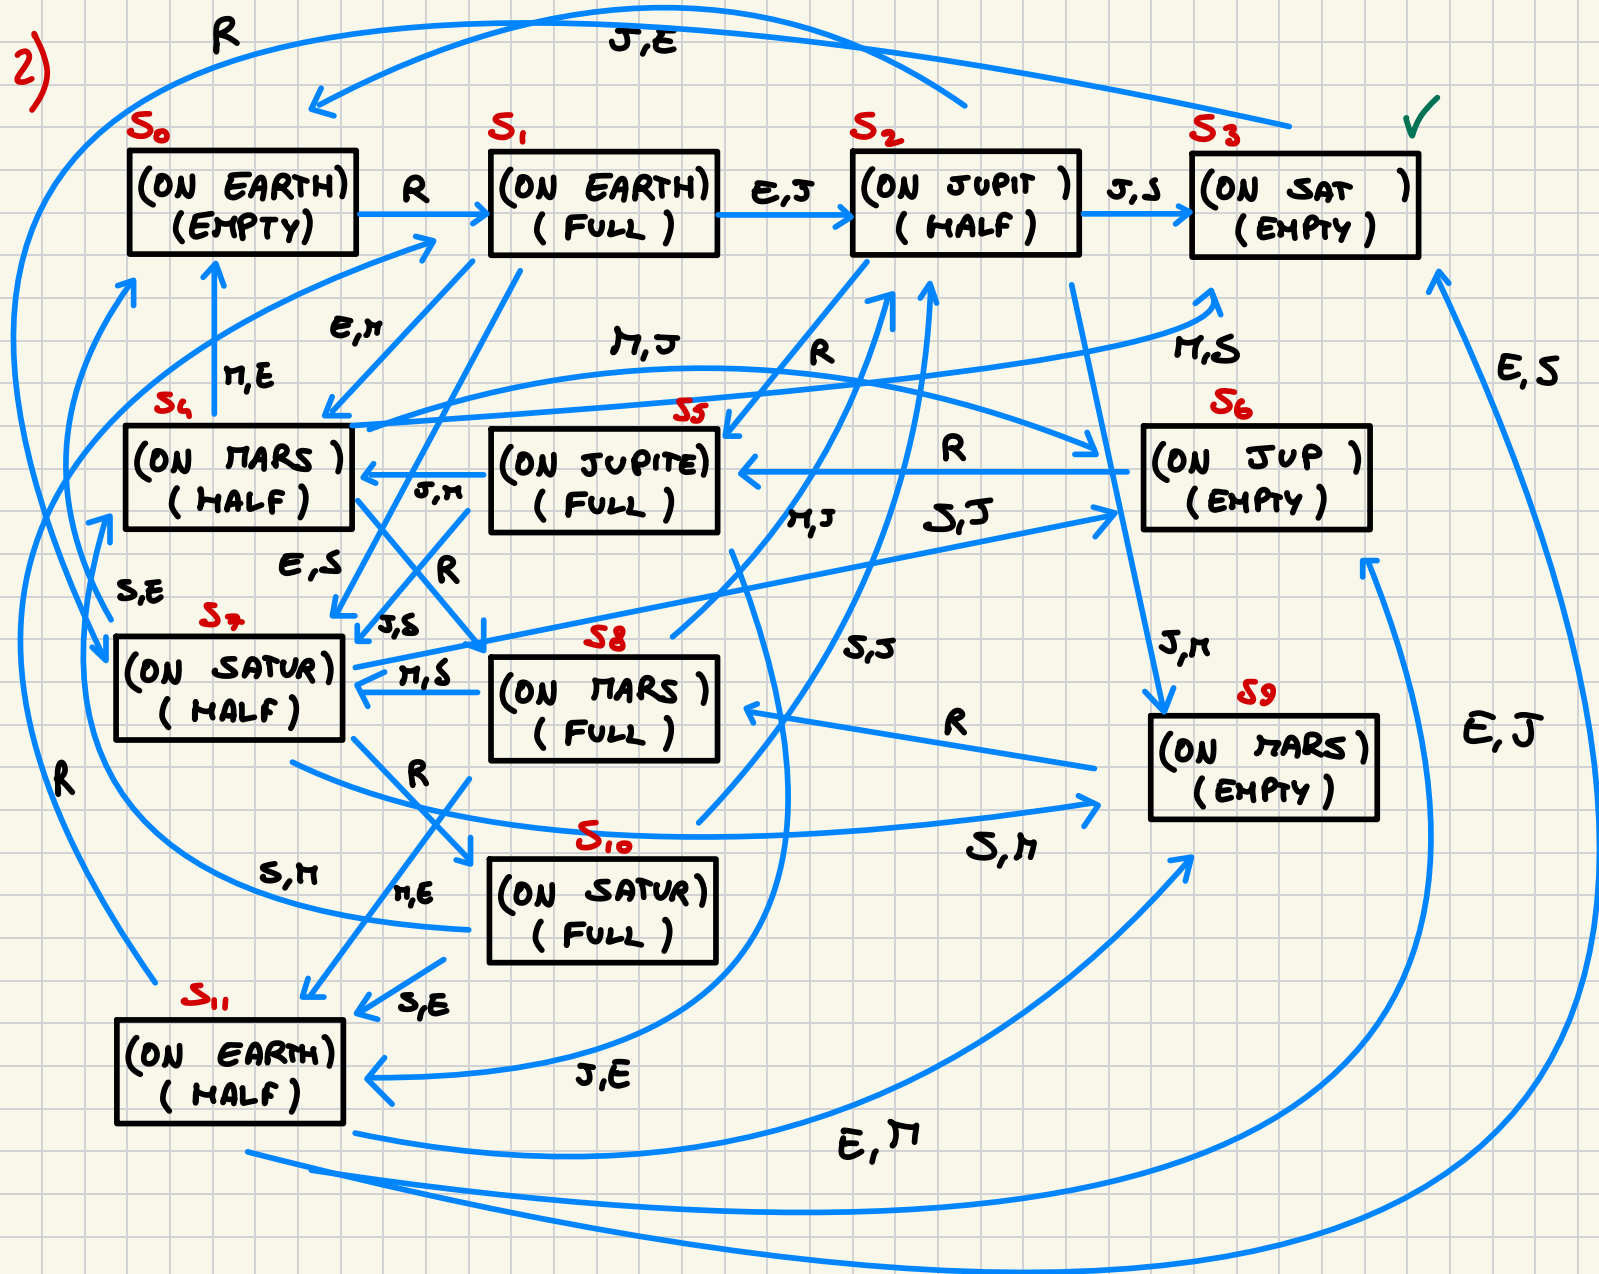 2)
R
J,E
S0
S1
S2
S3
(ON EARTH)
(EMPTY)
R
(ON EARTH)
(FULL)
E,J
(ON JUPIT )
(HALF)
J,S
(ON SAT )
(EMPTY)
E,M
M,J
R
M,S
E,S
M,E
S4
S5
S6
(ON MARS )
(HALF)
J,M
(ON JUPITE)
(FULL)
R
(ON JUP )
(EMPTY)
M,J
S,J
E,S
R
S,E
S7
J,S
S8
S,J
J,M
(ON SATUR)
(HALF)
M,S
(ON MARS )
(FULL)
S9
R
(ON MARS)
(EMPTY)
E,J
R
R
S10
S,M
S,M
M,E
(ON SATUR)
(FULL)
S11
S,E
(ON EARTH)
(HALF)
J,E
E,M